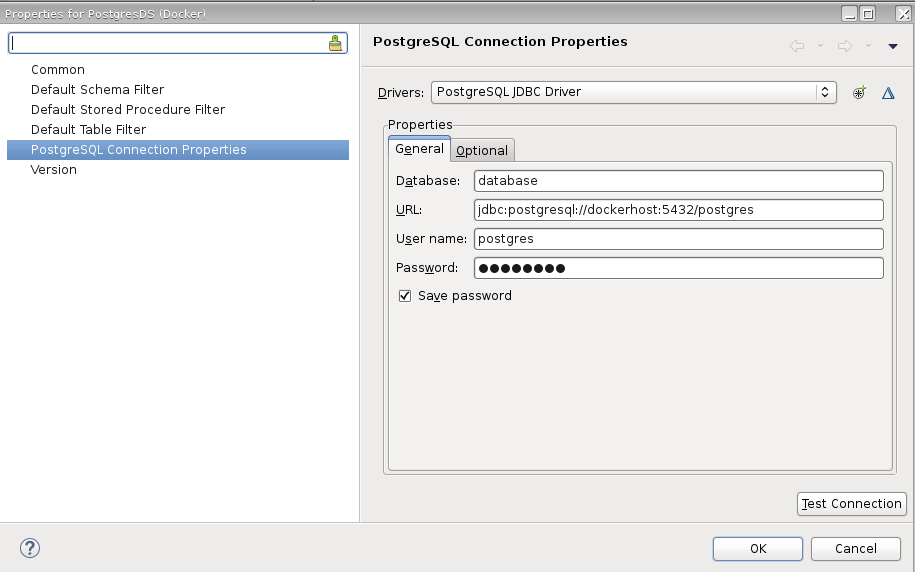 Properties for PostgresDS (Docker)
Common
Default Schema Filter
Default Stored Procedure Filter
Default Table Filter
PostgreSQL Connection Properties
Version
PostgreSQL Connection Properties
Drivers: PostgreSQL JDBC Driver
Properties
General Optional
Database: database
URL: jdbc:postgresql://dockerhost:5432/postgres
User name: postgres
Password: ●●●●●●●●
Save password
Test Connection
OK Cancel